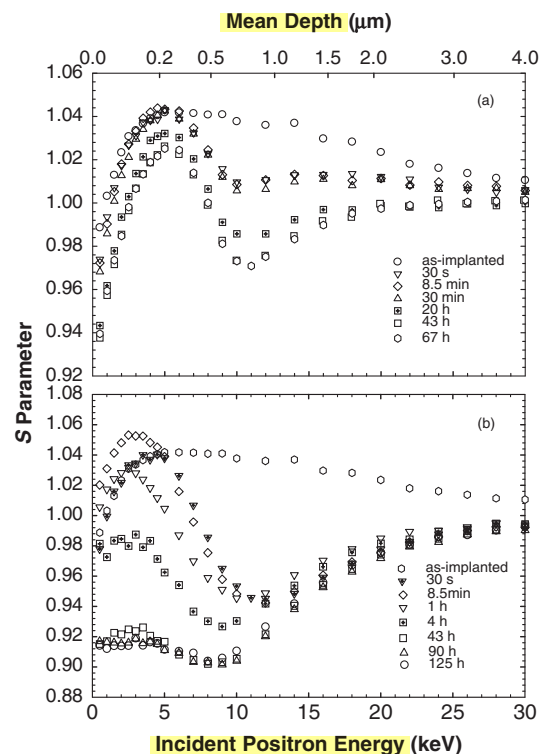 Mean Depth (μm)
0.0 0.2 0.5 1.0 1.5 2.0 2.5 3.0 4.0
1.06
(a)
1.04
1.02
1.00
0.98
as-implanted
30 s
0.96
8.5 min
30 min
0.94
20 h
43 h
67 h
0.92
S Parameter
1.08
(b)
1.06
1.04
1.02
1.00
0.98
as-implanted
30 s
0.96
8.5min
1 h
0.94
4 h
0.92
43 h
90 h
0.90
125 h
0.88
0 5 10 15 20 25 30
Incident Positron Energy (keV)